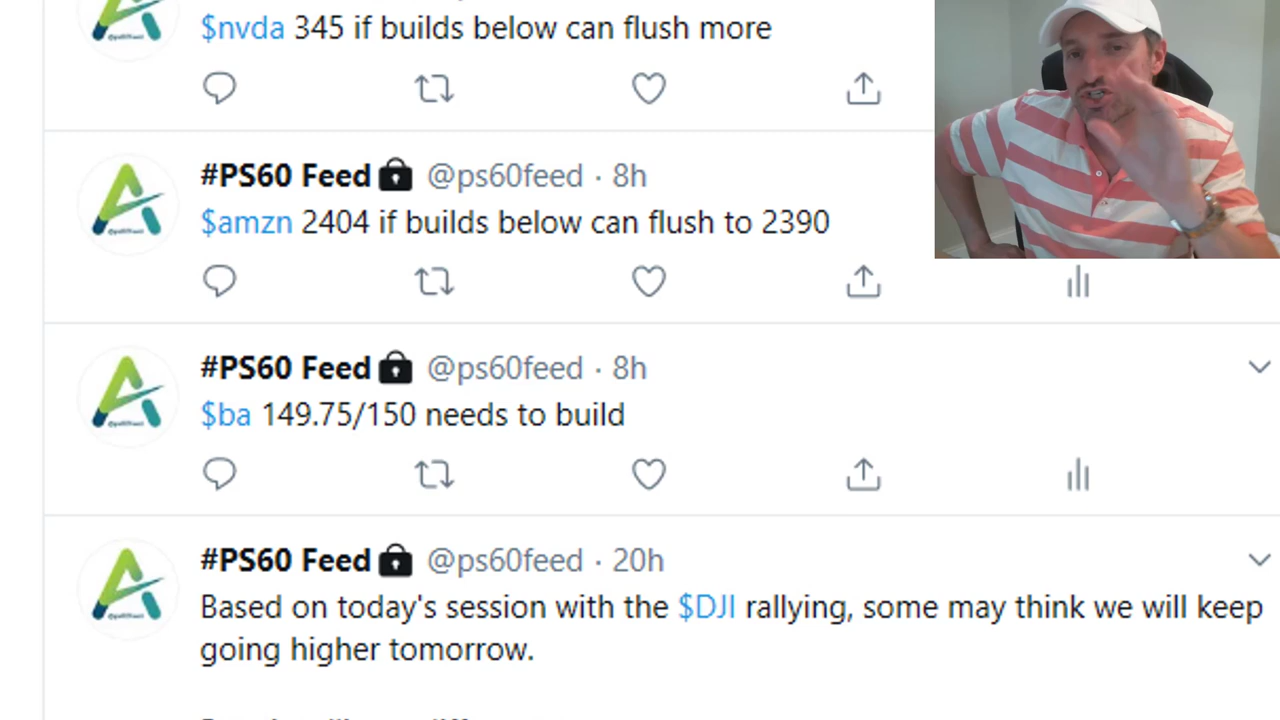 $nvda 345 if builds below can flush more
#PS60 Feed @ps60feed · 8h
$amzn 2404 if builds below can flush to 2390
#PS60 Feed @ps60feed · 8h
$ba 149.75/150 needs to build
#PS60 Feed @ps60feed · 20h
Based on today's session with the $DJI rallying, some may think we will keep
going higher tomorrow.